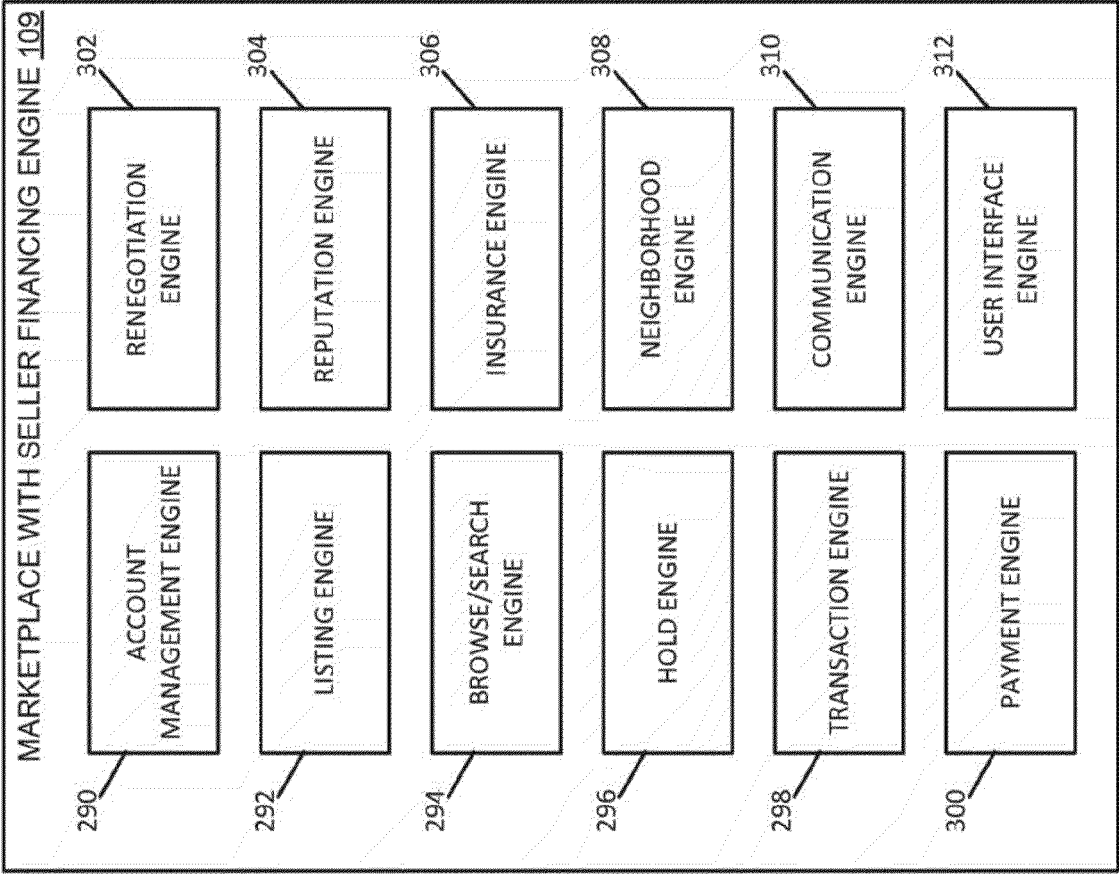 MARKETPLACE WITH SELLER FINANCING ENGINE 109
290
ACCOUNT
MANAGEMENT ENGINE
302
RENEGOTIATION
ENGINE
292
LISTING ENGINE
304
REPUTATION ENGINE
294
BROWSE/SEARCH
ENGINE
306
INSURANCE ENGINE
296
HOLD ENGINE
308
NEIGHBORHOOD
ENGINE
298
TRANSACTION ENGINE
310
COMMUNICATION
ENGINE
300
PAYMENT ENGINE
312
USER INTERFACE
ENGINE